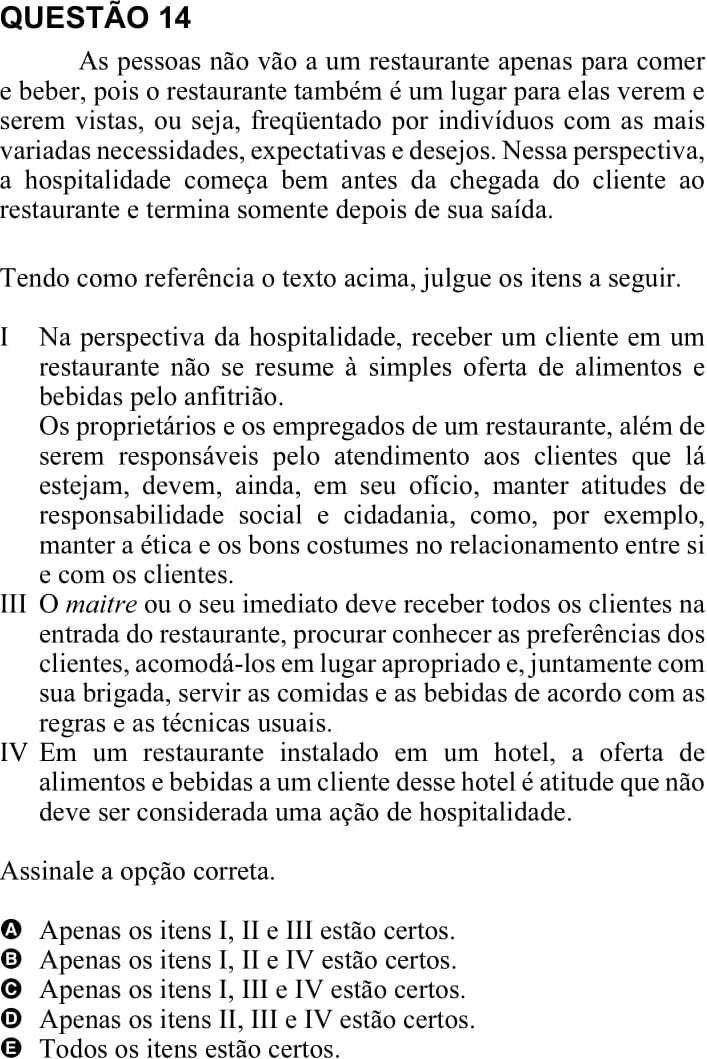 QUESTÃO 14
As pessoas não vão a um restaurante apenas para comer
e beber, pois o restaurante também é um lugar para elas verem e
serem vistas, ou seja, freqüentado por indivíduos com as mais
variadas necessidades, expectativas e desejos. Nessa perspectiva,
a hospitalidade começa bem antes da chegada do cliente ao
restaurante e termina somente depois de sua saída.
Tendo como referência o texto acima, julgue os itens a seguir.
I Na perspectiva da hospitalidade, receber um cliente em um
restaurante não se resume à simples oferta de alimentos e
bebidas pelo anfitrião.
Os proprietários e os empregados de um restaurante, além de
serem responsáveis pelo atendimento aos clientes que lá
estejam, devem, ainda, em seu ofício, manter atitudes de
responsabilidade social e cidadania, como, por exemplo,
manter a ética e os bons costumes no relacionamento entre si
e com os clientes.
III O maitre ou o seu imediato deve receber todos os clientes na
entrada do restaurante, procurar conhecer as preferências dos
clientes, acomodá-los em lugar apropriado e, juntamente com
sua brigada, servir as comidas e as bebidas de acordo com as
regras e as técnicas usuais.
IV Em um restaurante instalado em um hotel, a oferta de
alimentos e bebidas a um cliente desse hotel é atitude que não
deve ser considerada uma ação de hospitalidade.
Assinale a opção correta.
A Apenas os itens I, II e III estão certos.
B Apenas os itens I, II e IV estão certos.
C Apenas os itens I, III e IV estão certos.
D Apenas os itens II, III e IV estão certos.
E Todos os itens estão certos.